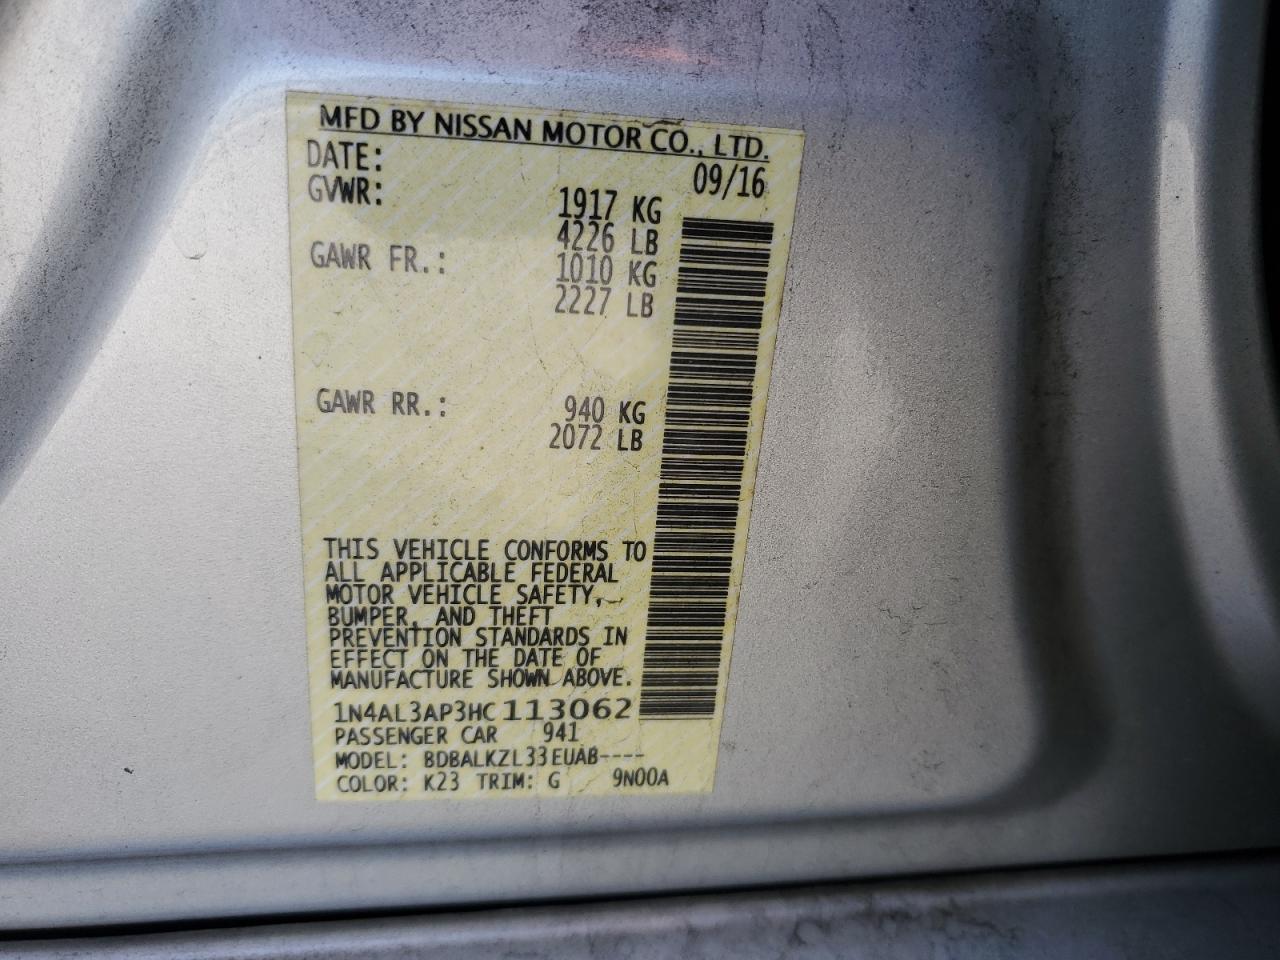 MFD BY NISSAN MOTOR CO., LTD.
DATE: 09/16
GVWR: 1917 KG
4226 LB
GAWR FR.: 1010 KG
2227 LB
GAWR RR.: 940 KG
2072 LB
THIS VEHICLE CONFORMS TO
ALL APPLICABLE FEDERAL
MOTOR VEHICLE SAFETY,
BUMPER, AND THEFT
PREVENTION STANDARDS IN
EFFECT ON THE DATE OF
MANUFACTURE SHOWN ABOVE.
1N4AL3AP3HC113062
PASSENGER CAR 941
MODEL: BDBALKZL33EUAB----
COLOR: K23 TRIM: G 9N00A